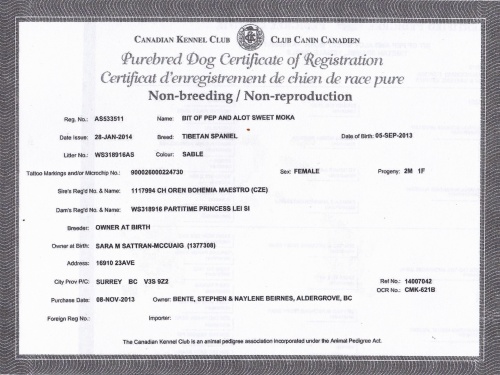 CANADIAN KENNEL CLUB CLUB CANIN CANADIEN
Purebred Dog Certificate of Registration
Certificat d'enregistrement de chien de race pure
Non-breeding / Non-reproduction
Reg. No.: AS533511 Name: BIT OF PEP AND ALOT SWEET MOKA
Date Issue: 28-JAN-2014 Breed: TIBETAN SPANIEL Date of Birth: 05-SEP-2013
Litter No.: WS318916AS Colour: SABLE
Tattoo Markings and/or Microchip No.: 900026000224730 Sex: FEMALE Progeny: 2M 1F
Sire's Reg'd No. & Name: 1117994 CH OREN BOHEMIA MAESTRO (CZE)
Dam's Reg'd No. & Name: WS318916 PARTITIME PRINCESS LEI SI
Breeder: OWNER AT BIRTH
Owner at Birth: SARA M SATTRAN-MCCUAIG (1377308)
Address: 16910 23AVE
City Prov P/C: SURREY BC V3S 9Z2 Ref No.: 14007042
OCR No.: CMK-621B
Purchase Date: 08-NOV-2013 Owner: BENTE, STEPHEN & NAYLENE BEIRNES, ALDERGROVE, BC
Foreign Reg No.: Importer:
The Canadian Kennel Club is an animal pedigree association incorporated under the Animal Pedigree Act.